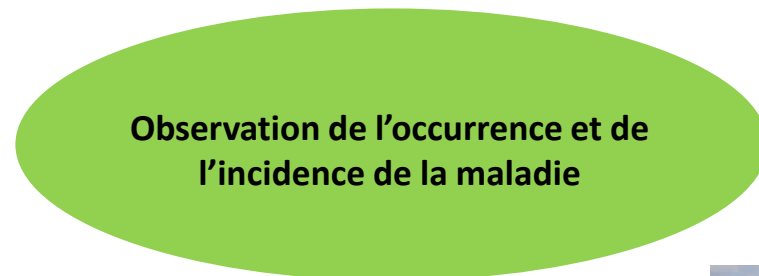 Observation de l’occurrence et de
l’incidence de la maladie